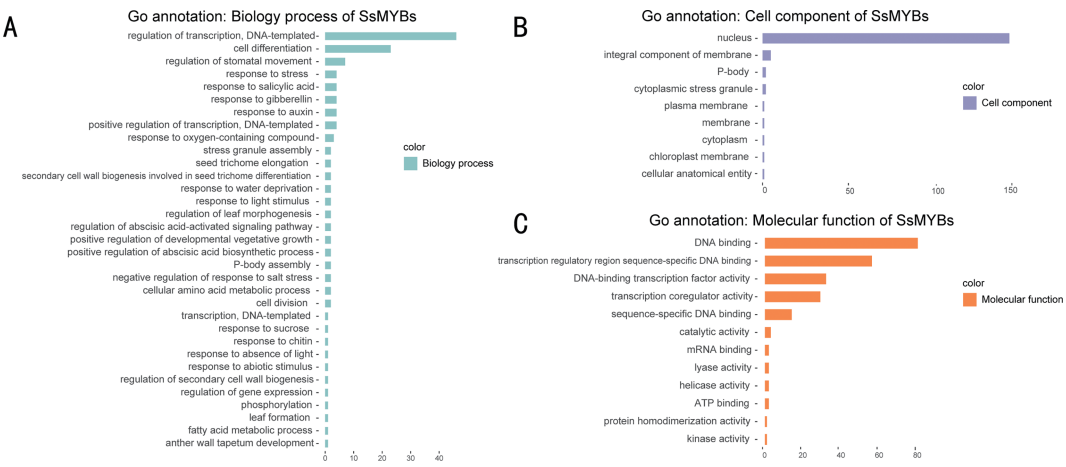 A
Go annotation: Biology process of SsMYBs
regulation of transcription, DNA-templated
cell differentiation
regulation of stomatal movement
response to stress
response to salicylic acid
response to gibberellin
response to auxin
positive regulation of transcription, DNA-templated
response to oxygen-containing compound
stress granule assembly
seed trichome elongation
secondary cell wall biogenesis involved in seed trichome differentiation
response to water deprivation
response to light stimulus
regulation of leaf morphogenesis
regulation of abscisic acid-activated signaling pathway
positive regulation of developmental vegetative growth
positive regulation of abscisic acid biosynthetic process
P-body assembly
negative regulation of response to salt stress
cellular amino acid metabolic process
cell division
transcription, DNA-templated
response to sucrose
response to chitin
response to absence of light
response to abiotic stimulus
regulation of secondary cell wall biogenesis
regulation of gene expression
phosphorylation
leaf formation
fatty acid metabolic process
anther wall tapetum development
0 10 20 30 40
color
Biology process
B
Go annotation: Cell component of SsMYBs
nucleus
integral component of membrane
P-body
cytoplasmic stress granule
plasma membrane
membrane
cytoplasm
chloroplast membrane
cellular anatomical entity
0 50 100 150
color
Cell component
C
Go annotation: Molecular function of SsMYBs
DNA binding
transcription regulatory region sequence-specific DNA binding
DNA-binding transcription factor activity
transcription coregulator activity
sequence-specific DNA binding
catalytic activity
mRNA binding
lyase activity
helicase activity
ATP binding
protein homodimerization activity
kinase activity
0 20 40 60 80
color
Molecular function